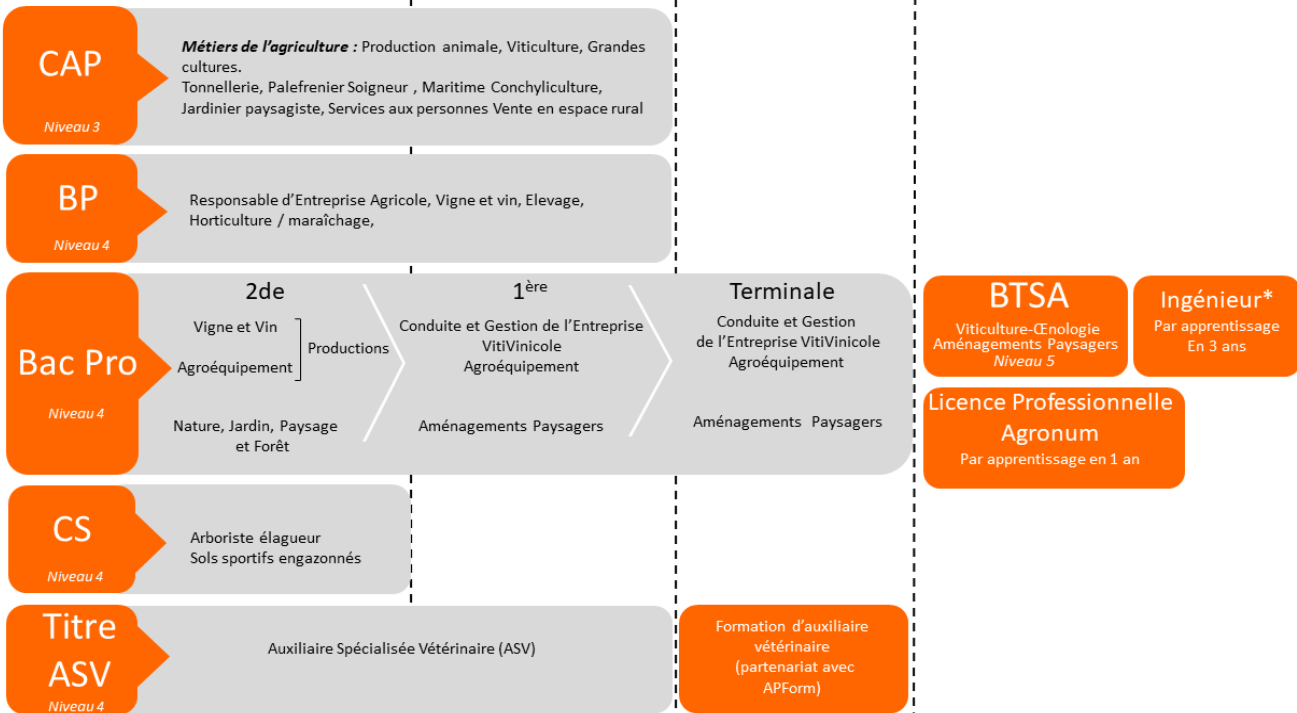 CAP
Niveau 3
Métiers de l'agriculture : Production animale, Viticulture, Grandes
cultures.
Tonnellerie, Palefrenier Soigneur , Maritime Conchyliculture,
Jardinier paysagiste, Services aux personnes Vente en espace rural
BP
Niveau 4
Responsable d'Entreprise Agricole, Vigne et vin, Elevage,
Horticulture / maraîchage,
Bac Pro
Niveau 4
2de
Vigne et Vin
Agroéquipement
Productions
Nature, Jardin, Paysage
et Forêt
1ère
Conduite et Gestion de l'Entreprise
VitiVinicole
Agroéquipement
Aménagements Paysagers
Terminale
Conduite et Gestion
de l'Entreprise VitiVinicole
Agroéquipement
Aménagements Paysagers
BTSA
Viticulture-Œnologie
Aménagements Paysagers
Niveau 5
Ingénieur*
Par apprentissage
En 3 ans
Licence Professionnelle
Agronum
Par apprentissage en 1 an
CS
Niveau 4
Arboriste élagueur
Sols sportifs engazonnés
Titre
ASV
Niveau 4
Auxiliaire Spécialisée Vétérinaire (ASV)
Formation d'auxiliaire
vétérinaire
(partenariat avec
APForm)